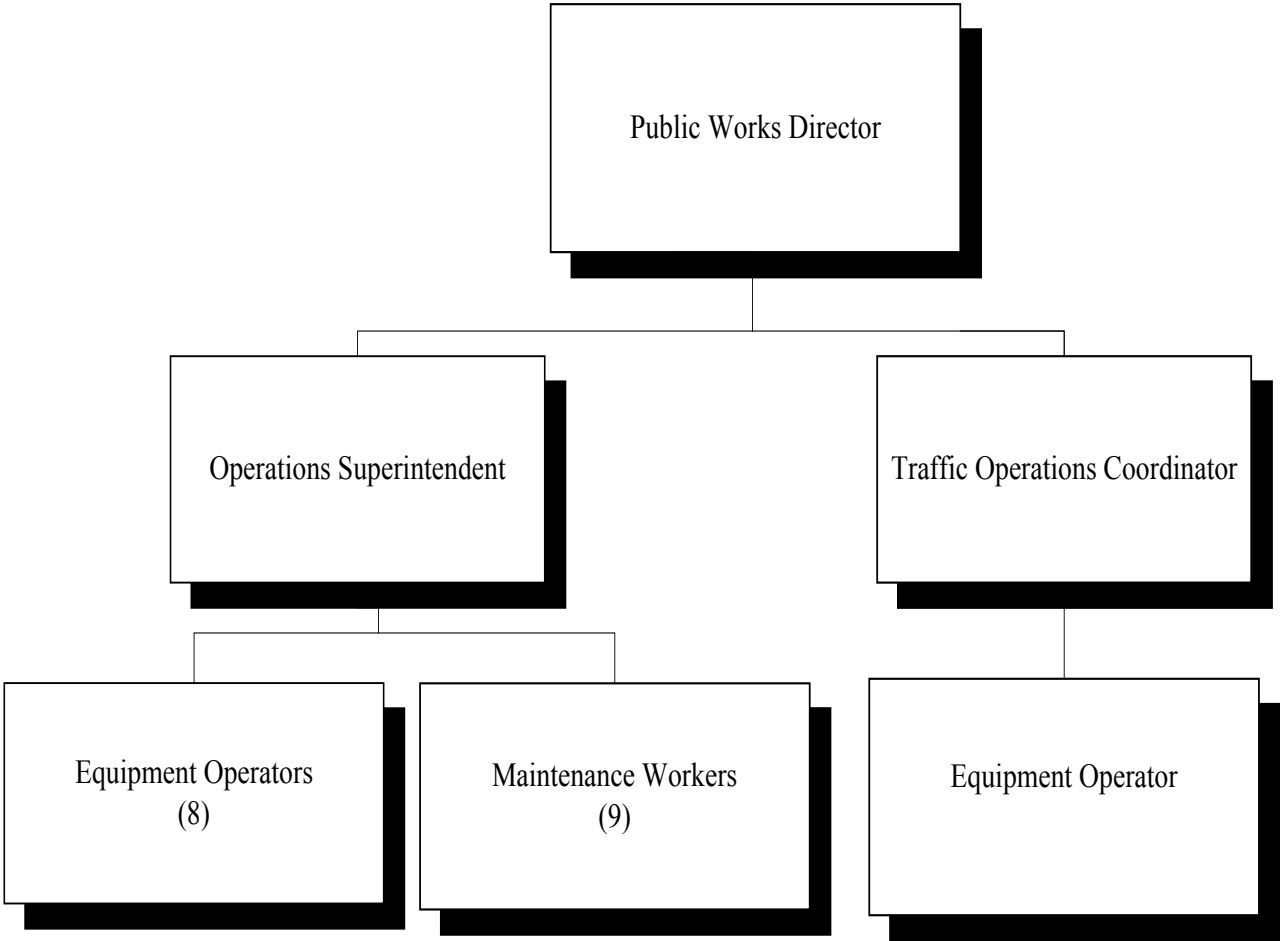 Public Works Director
Operations Superintendent
Traffic Operations Coordinator
Equipment Operators
(8)
Maintenance Workers
(9)
Equipment Operator